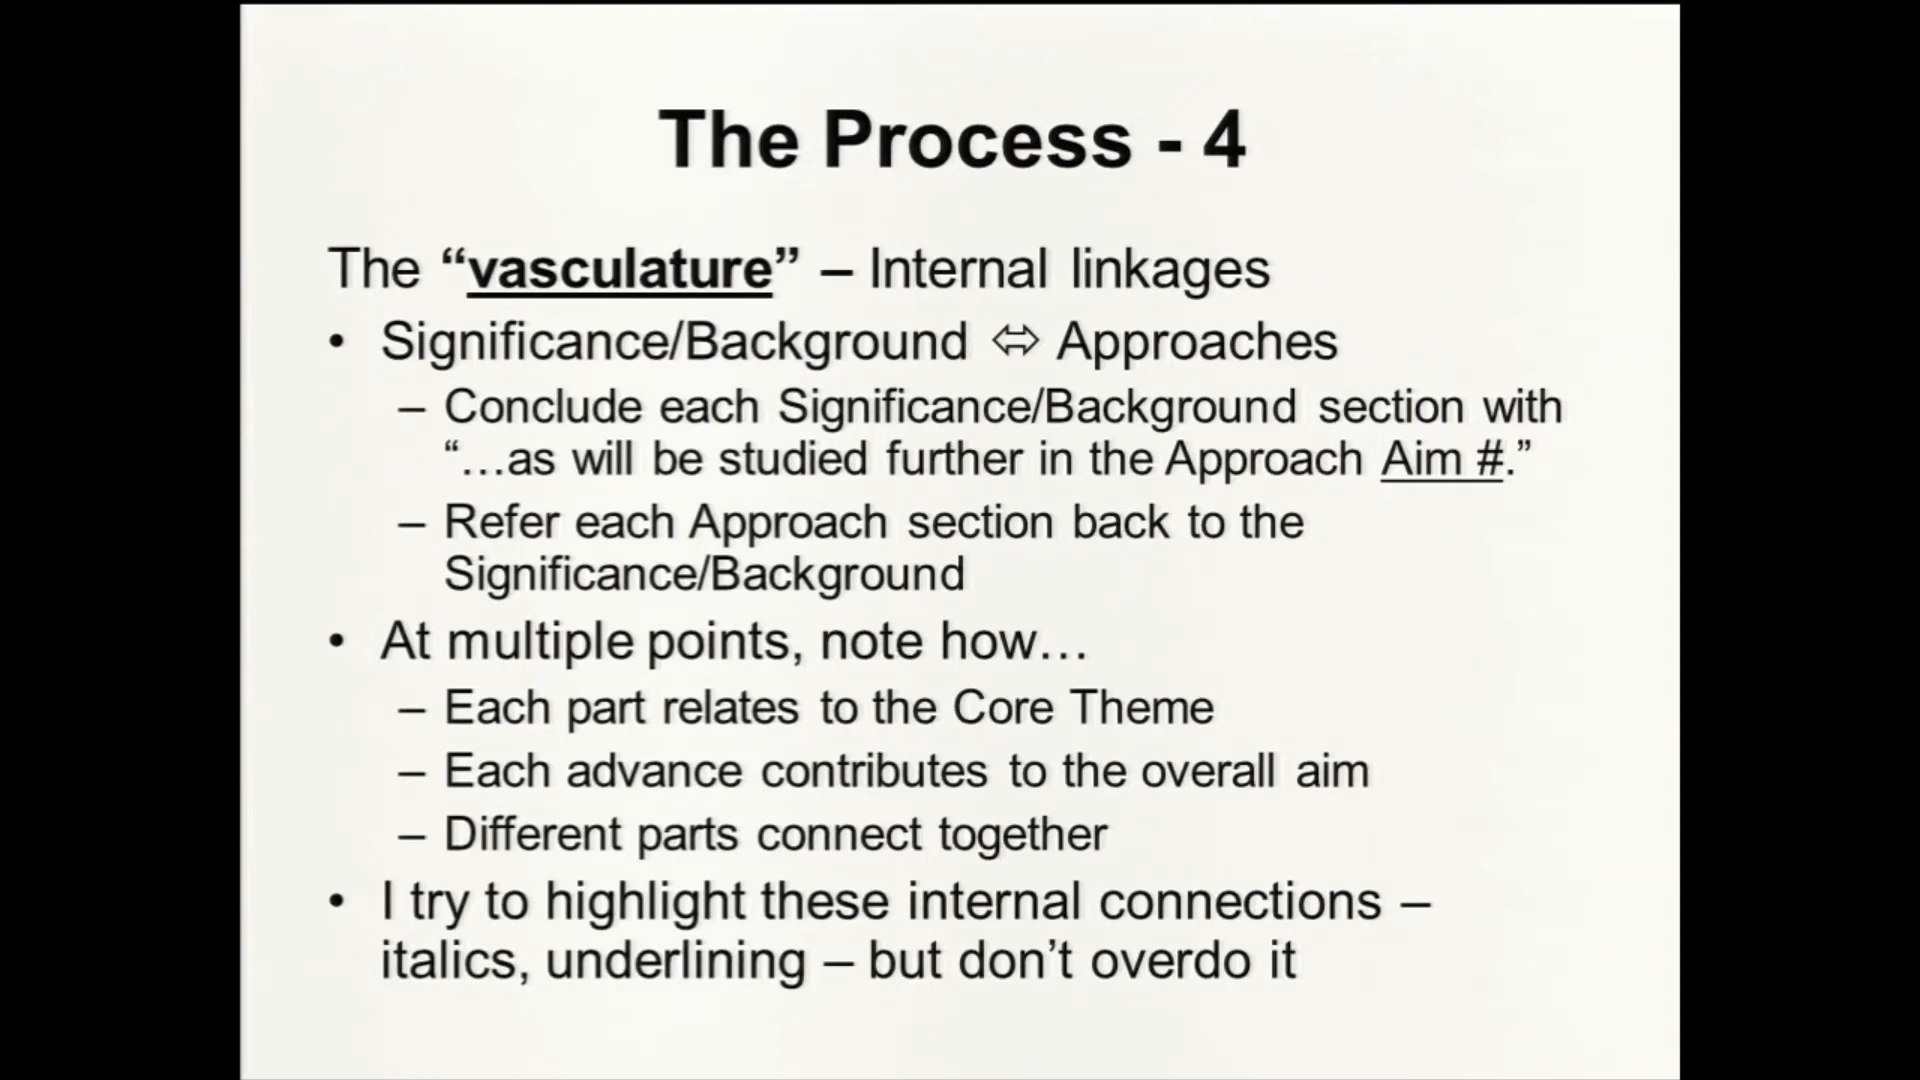 The Process - 4
The “vasculature” – Internal linkages
• Significance/Background ⇔ Approaches
– Conclude each Significance/Background section with
“…as will be studied further in the Approach Aim #.”
– Refer each Approach section back to the
Significance/Background
• At multiple points, note how…
– Each part relates to the Core Theme
– Each advance contributes to the overall aim
– Different parts connect together
• I try to highlight these internal connections –
italics, underlining – but don’t overdo it